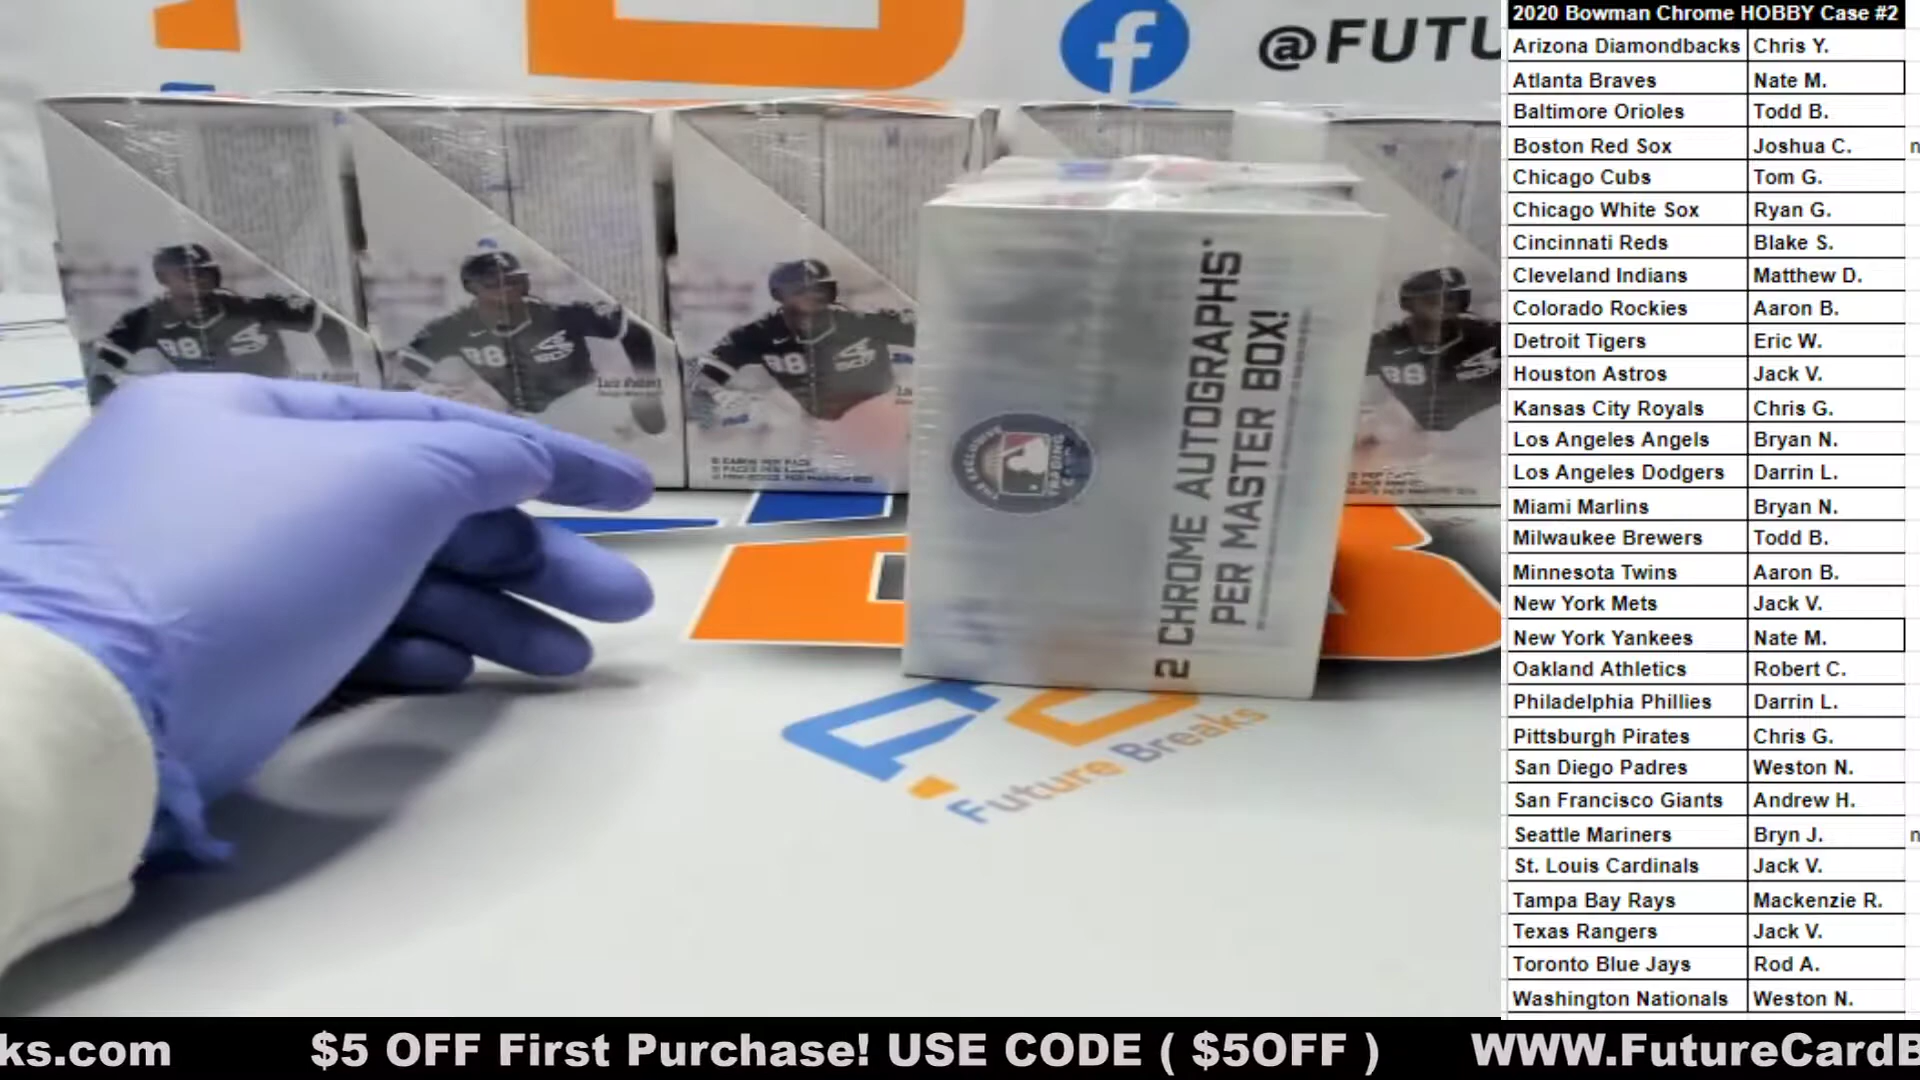 @FUTU
2020 Bowman Chrome HOBBY Case #2
Arizona Diamondbacks Chris Y.
Atlanta Braves Nate M.
Baltimore Orioles Todd B.
Boston Red Sox Joshua C. n
Chicago Cubs Tom G.
Chicago White Sox Ryan G.
Cincinnati Reds Blake S.
Cleveland Indians Matthew D.
Colorado Rockies Aaron B.
Detroit Tigers Eric W.
Houston Astros Jack V.
Kansas City Royals Chris G.
Los Angeles Angels Bryan N.
Los Angeles Dodgers Darrin L.
Miami Marlins Bryan N.
Milwaukee Brewers Todd B.
Minnesota Twins Aaron B.
New York Mets Jack V.
New York Yankees Nate M.
Oakland Athletics Robert C.
Philadelphia Phillies Darrin L.
Pittsburgh Pirates Chris G.
San Diego Padres Weston N.
San Francisco Giants Andrew H.
Seattle Mariners Bryn J. n
St. Louis Cardinals Jack V.
Tampa Bay Rays Mackenzie R.
Texas Rangers Jack V.
Toronto Blue Jays Rod A.
Washington Nationals Weston N.
2 CHROME AUTOGRAPHS*
PER MASTER BOX!
88
88
88
88
Luis Robert
Future Breaks
ks.com $5 OFF First Purchase! USE CODE ( $5OFF ) WWW.FutureCardB